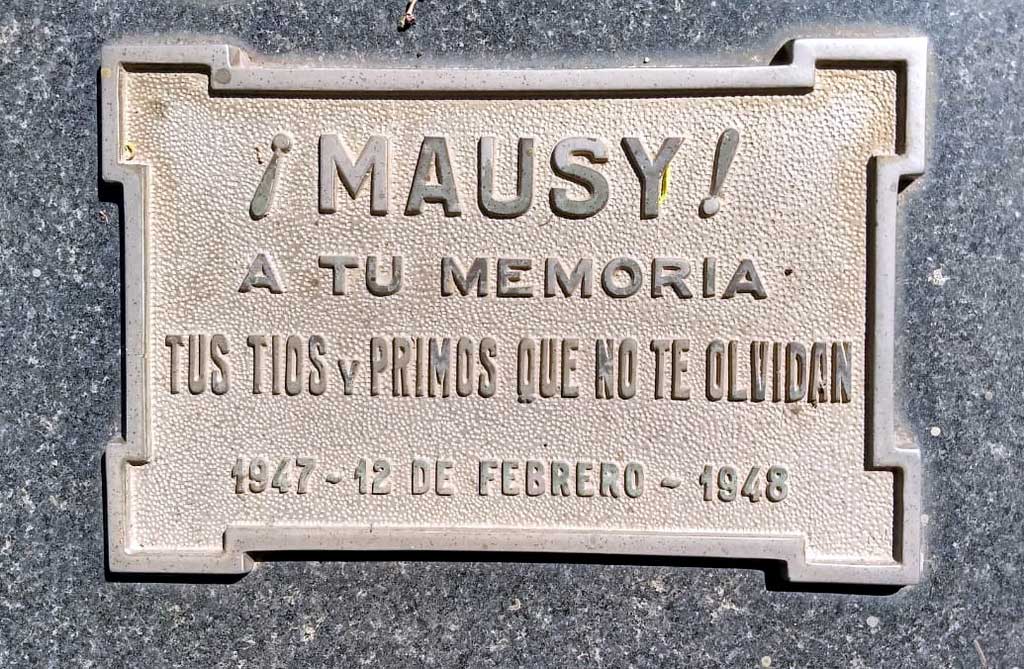 ¡MAUSY!
A TU MEMORIA
TUS TIOS Y PRIMOS QUE NO TE OLVIDAN
1947 - 12 DE FEBRERO - 1948